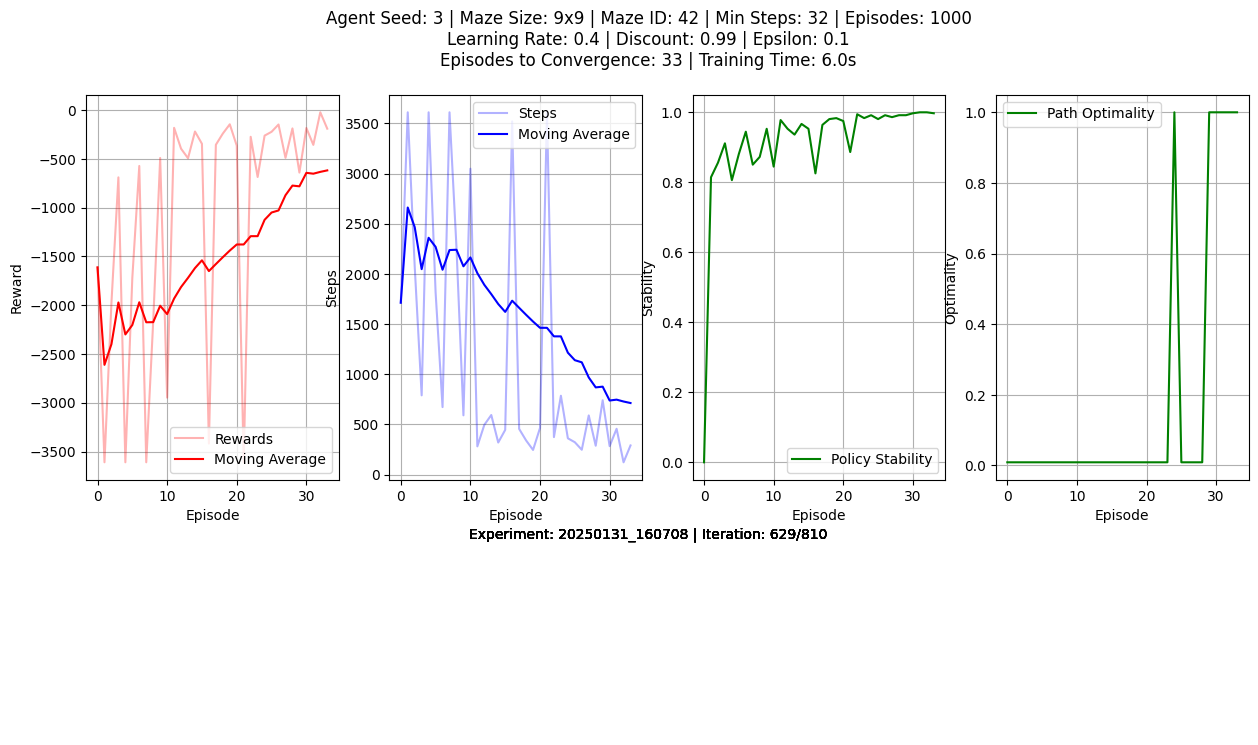 Agent Seed: 3 | Maze Size: 9x9 | Maze ID: 42 | Min Steps: 32 | Episodes: 1000
Learning Rate: 0.4 | Discount: 0.99 | Epsilon: 0.1
Episodes to Convergence: 33 | Training Time: 6.0s
Reward
0
−500
−1000
−1500
−2000
−2500
−3000
−3500
Rewards
Moving Average
0
10
20
30
Episode
Steps
3500
3000
2500
2000
1500
1000
500
0
Steps
Moving Average
0
10
20
30
Episode
Stability
1.0
0.8
0.6
0.4
0.2
0.0
Policy Stability
0
10
20
30
Episode
Optimality
1.0
0.8
0.6
0.4
0.2
0.0
Path Optimality
0
10
20
30
Episode
Experiment: 20250131_160708 | Iteration: 629/810